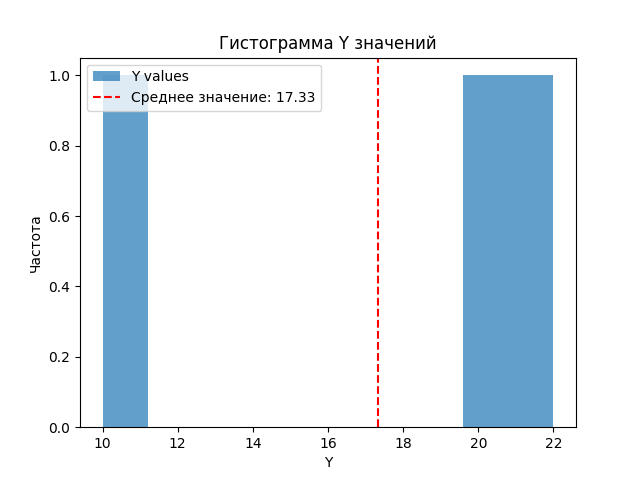 Гистограмма Y значений
Y values
Среднее значение: 17.33
Частота
1.0
0.8
0.6
0.4
0.2
0.0
10 12 14 16 18 20 22
Y